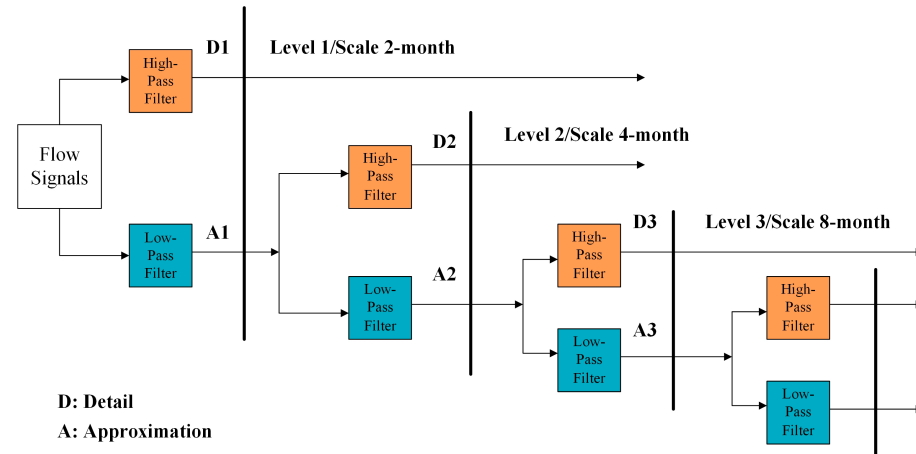 D1
Level 1/Scale 2-month
High-
Pass
Filter
Flow
Signals
Low-
Pass
Filter
A1
D2
Level 2/Scale 4-month
High-
Pass
Filter
Low-
Pass
Filter
A2
D3
Level 3/Scale 8-month
High-
Pass
Filter
Low-
Pass
Filter
A3
High-
Pass
Filter
Low-
Pass
Filter
D: Detail
A: Approximation